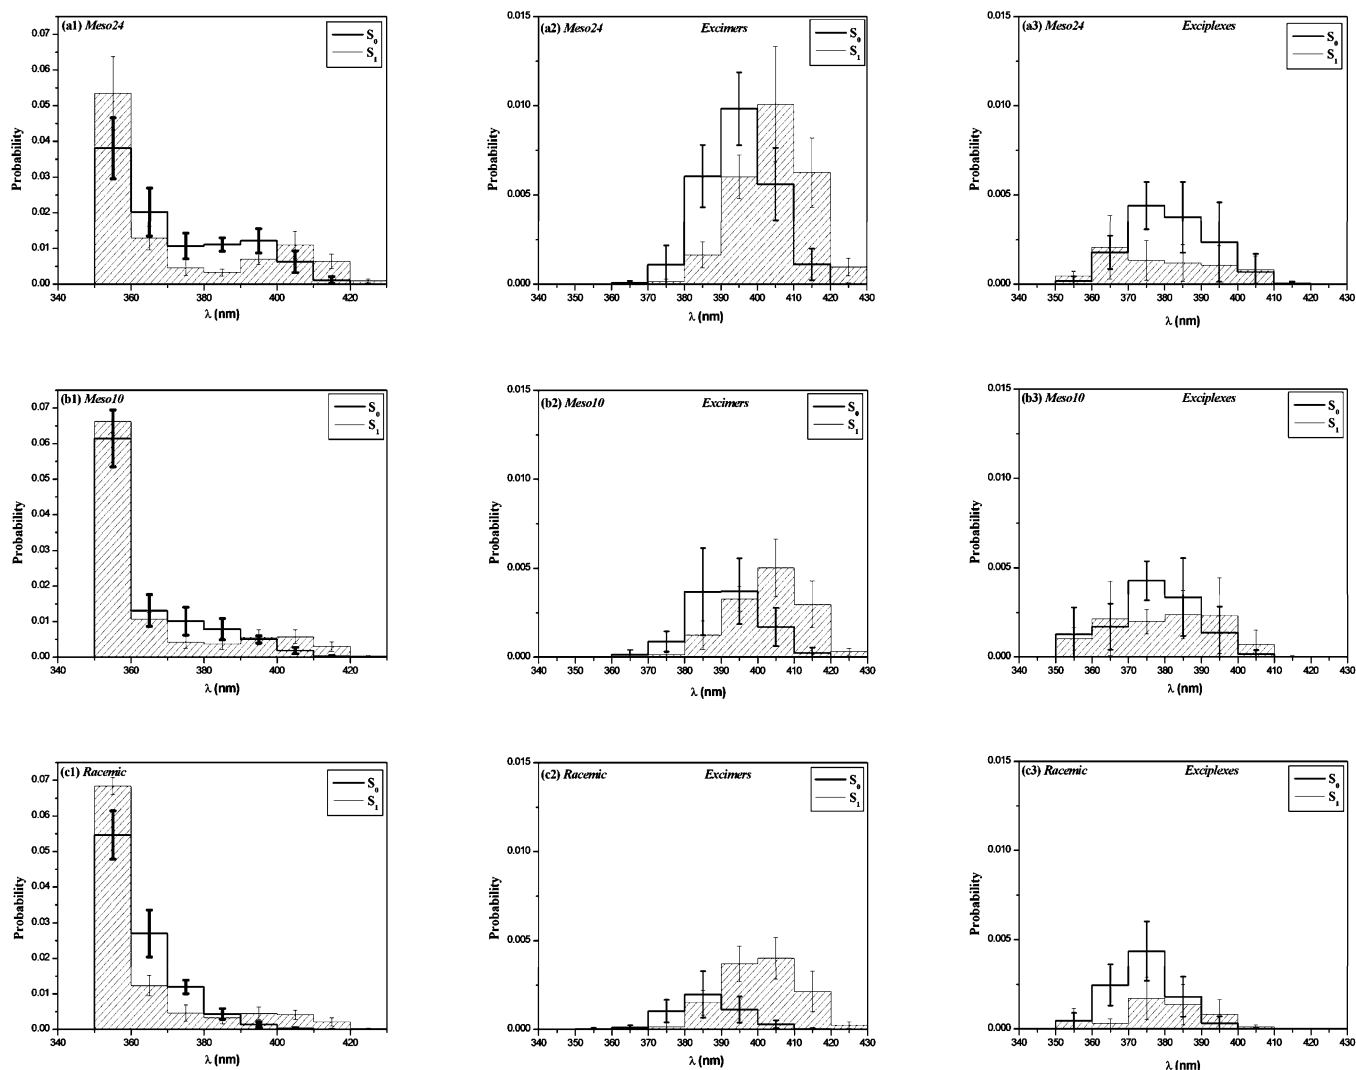 (a1) Meso24
S0
S1
Probability
0.07
0.06
0.05
0.04
0.03
0.02
0.01
0.00
340 360 380 400 420
λ (nm)
(a2) Meso24 Excimers
S0
S1
Probability
0.015
0.010
0.005
0.000
340 350 360 370 380 390 400 410 420 430
λ (nm)
(a3) Meso24 Exciplexes
S0
S1
Probability
0.015
0.010
0.005
0.000
340 350 360 370 380 390 400 410 420 430
λ (nm)
(b1) Meso10
S0
S1
Probability
0.07
0.06
0.05
0.04
0.03
0.02
0.01
0.00
340 360 380 400 420
λ (nm)
(b2) Meso10 Excimers
S0
S1
Probability
0.015
0.010
0.005
0.000
340 350 360 370 380 390 400 410 420 430
λ (nm)
(b3) Meso10 Exciplexes
S0
S1
Probability
0.015
0.010
0.005
0.000
340 350 360 370 380 390 400 410 420 430
λ (nm)
(c1) Racemic
S0
S1
Probability
0.07
0.06
0.05
0.04
0.03
0.02
0.01
0.00
340 360 380 400 420
λ (nm)
(c2) Racemic Excimers
S0
S1
Probability
0.015
0.010
0.005
0.000
340 350 360 370 380 390 400 410 420 430
λ (nm)
(c3) Racemic Exciplexes
S0
S1
Probability
0.015
0.010
0.005
0.000
340 350 360 370 380 390 400 410 420 430
λ (nm)